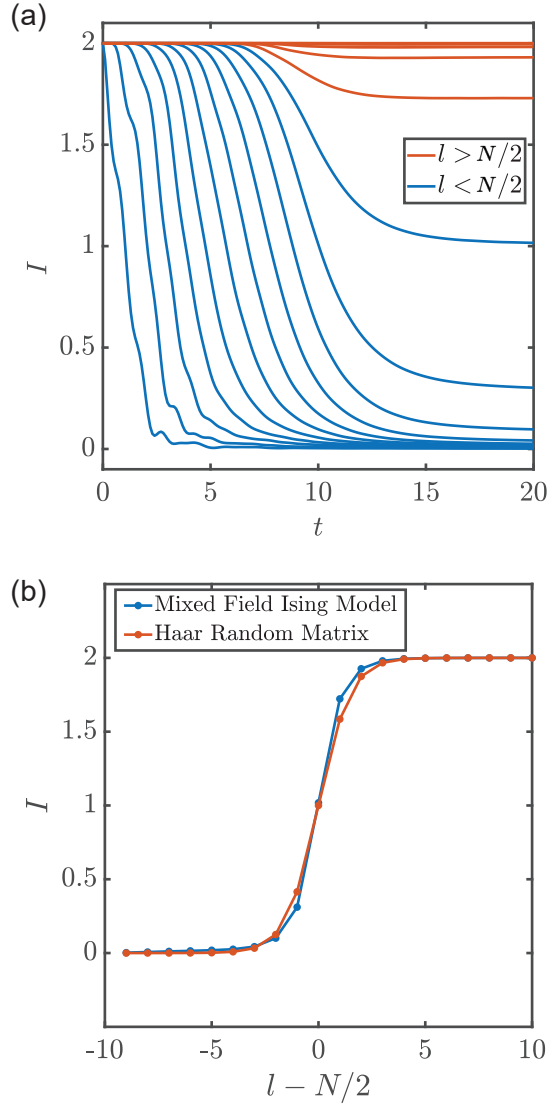 (a)
2
1.5
1
0.5
0
I
l > N/2
l < N/2
0 5 10 15 20
t
(b)
Mixed Field Ising Model
Haar Random Matrix
2
1.5
1
0.5
0
I
-10 -5 0 5 10
l − N/2